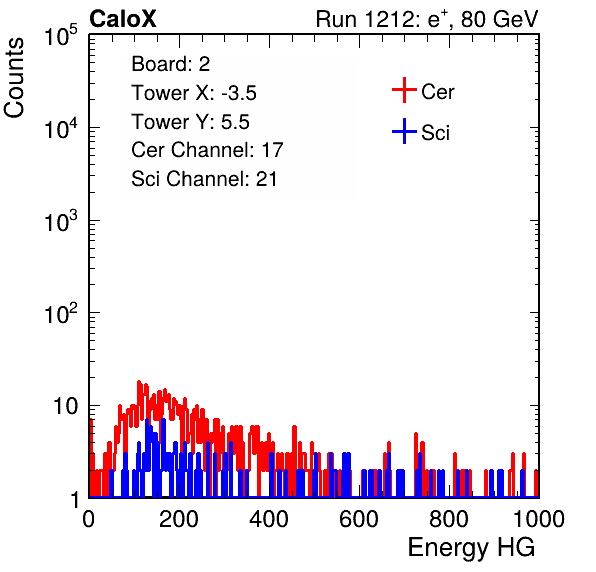 CaloX Run 1212: e⁺, 80 GeV
Counts
10⁵
10⁴
10³
10²
10
1
Board: 2
Tower X: -3.5
Tower Y: 5.5
Cer Channel: 17
Sci Channel: 21
Cer
Sci
0 200 400 600 800 1000
Energy HG